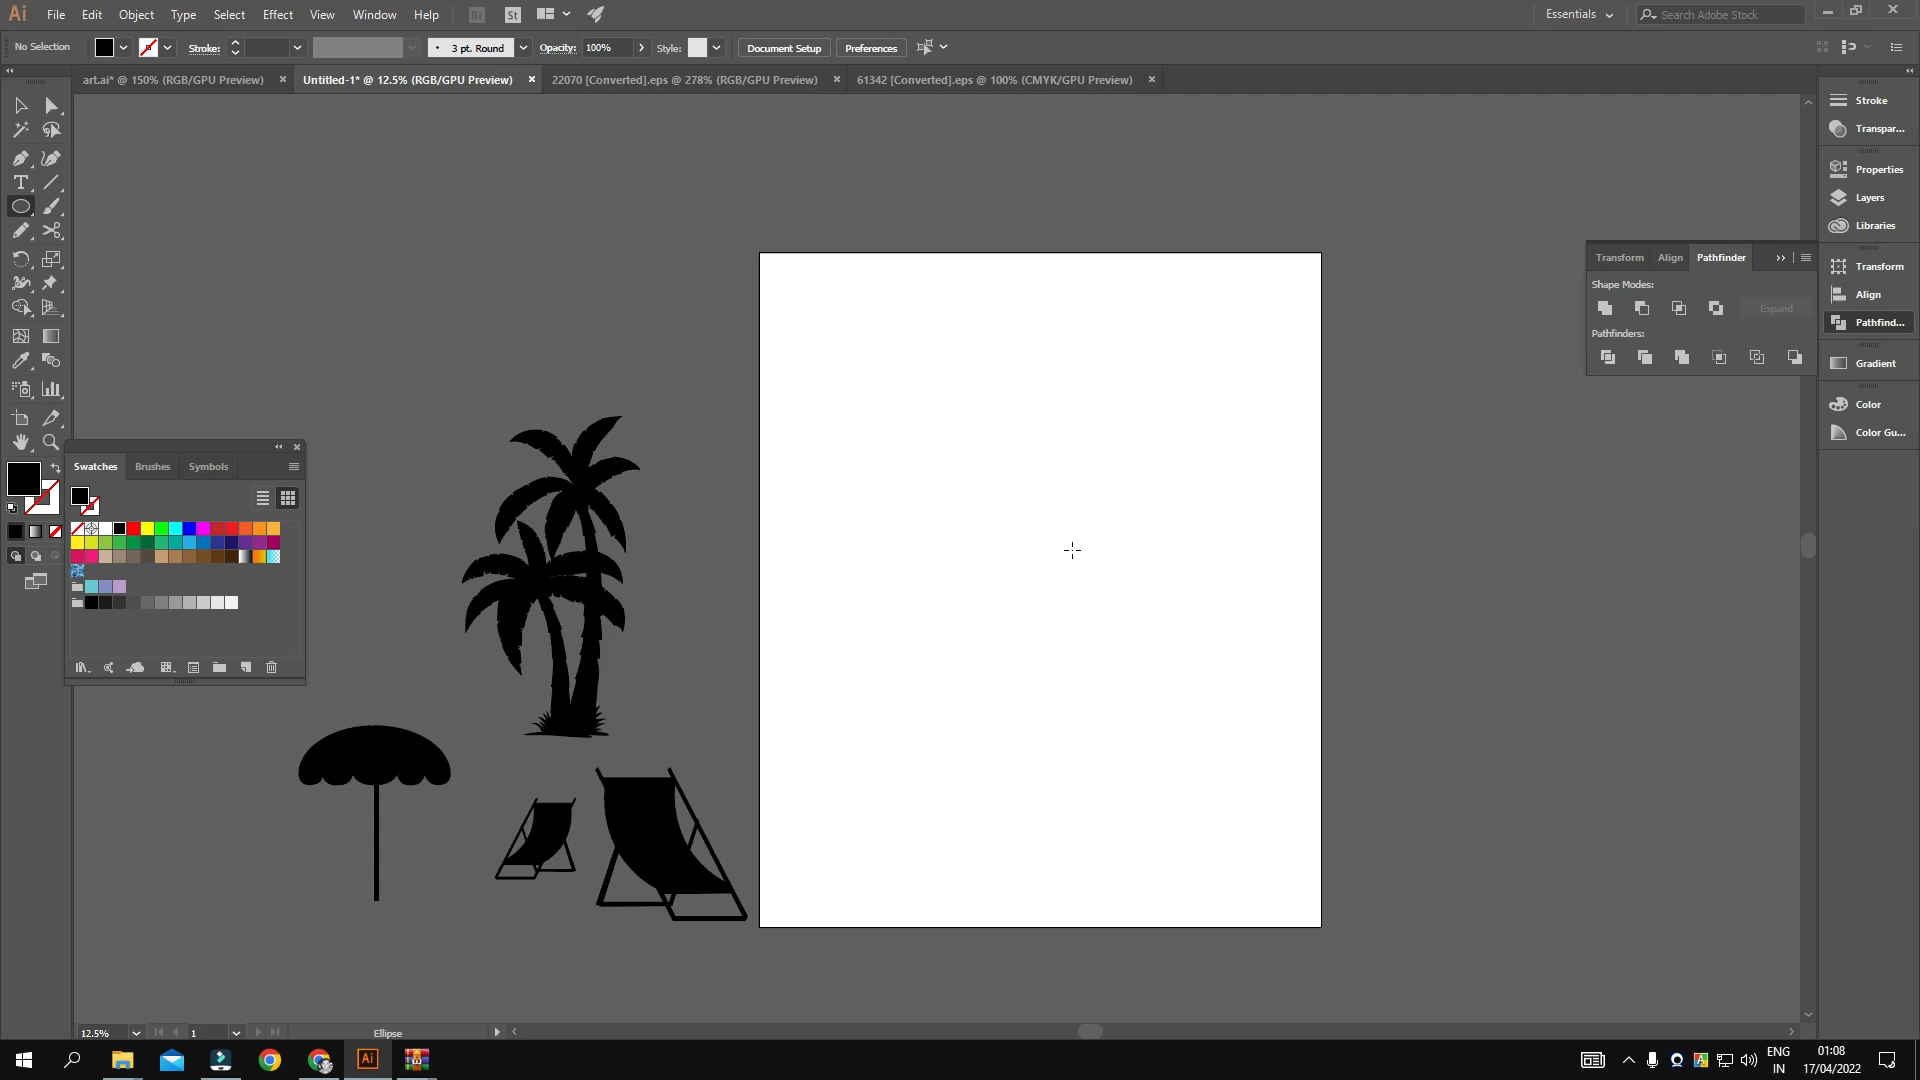 Ai File Edit Object Type Select Effect View Window Help Br St Essentials Search Adobe Stock
No Selection Stroke: 3 pt. Round Opacity: 100% Style: Document Setup Preferences
art.ai* @ 150% (RGB/GPU Preview) Untitled-1* @ 12.5% (RGB/GPU Preview) 22070 [Converted].eps @ 278% (RGB/GPU Preview) 61342 [Converted].eps @ 100% (CMYK/GPU Preview)
Stroke
Transpar...
Properties
Layers
Libraries
Transform Align Pathfinder
Shape Modes:
Expand
Pathfinders:
Transform
Align
Pathfind...
Gradient
Color
Color Gu...
Swatches Brushes Symbols
12.5% 1 Ellipse
Ai
ENG
IN
01:08
17/04/2022